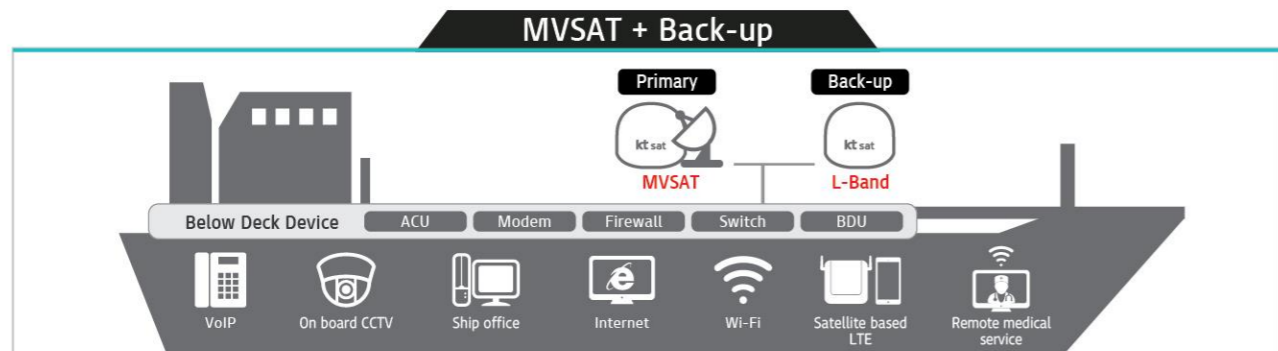 MVSAT + Back-up
Primary
Back-up
kt sat
kt sat
MVSAT
L-Band
Below Deck Device
ACU
Modem
Firewall
Switch
BDU
VoIP
On board CCTV
Ship office
Internet
Wi-Fi
Satellite based
LTE
Remote medical
service